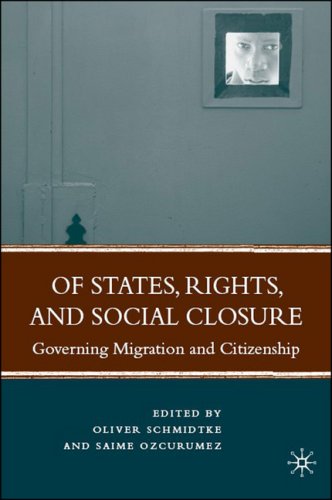 OF STATES, RIGHTS,
AND SOCIAL CLOSURE
Governing Migration and Citizenship
EDITED BY
OLIVER SCHMIDTKE
AND SAIME OZCURUMEZ